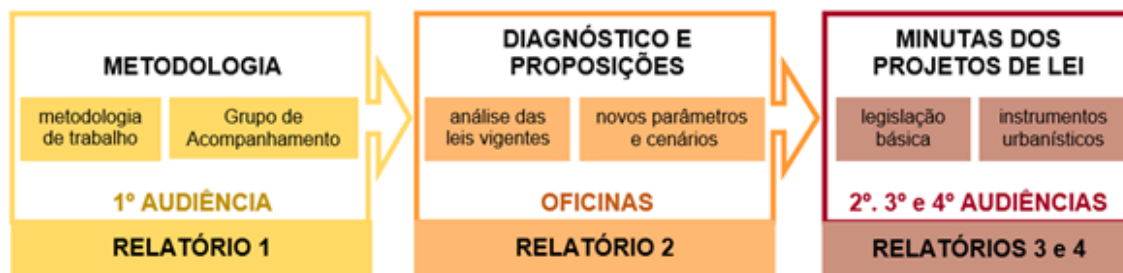 METODOLOGIA
metodologia
de trabalho
Grupo de
Acompanhamento
1º AUDIÊNCIA
RELATÓRIO 1
DIAGNÓSTICO E
PROPOSIÇÕES
análise das
leis vigentes
novos parâmetros
e cenários
OFICINAS
RELATÓRIO 2
MINUTAS DOS
PROJETOS DE LEI
legislação
básica
instrumentos
urbanísticos
2º. 3º e 4º AUDIÊNCIAS
RELATÓRIOS 3 e 4